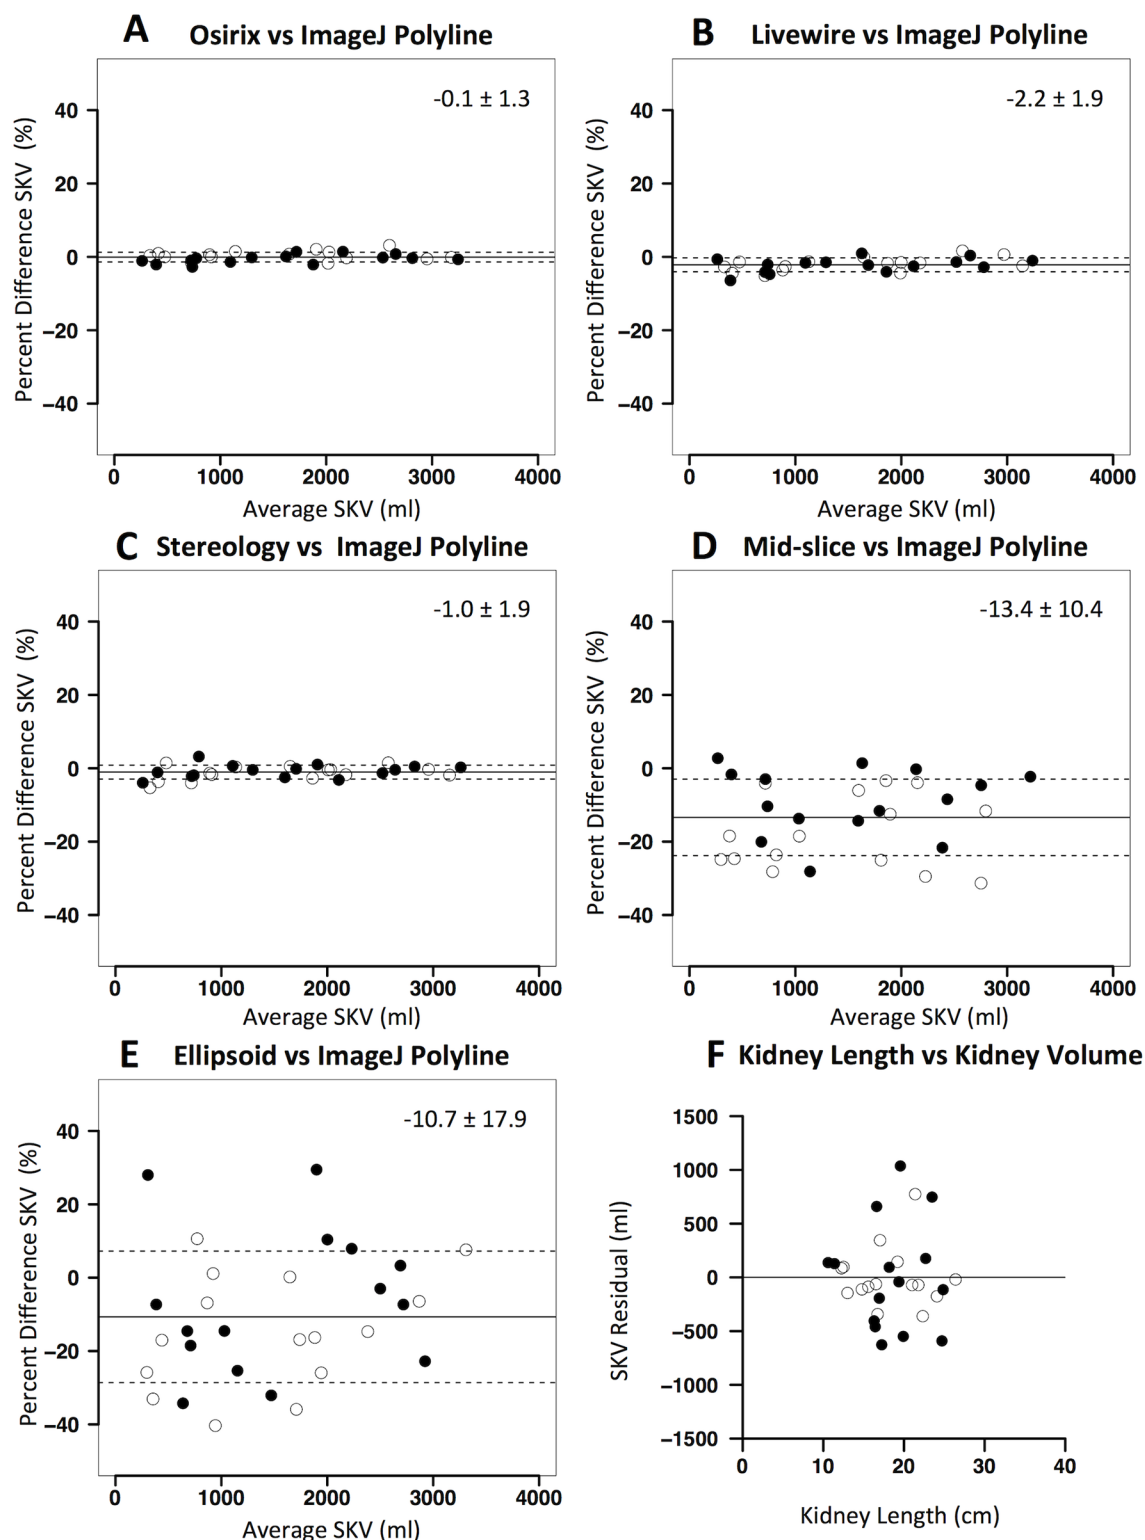 A Osirix vs ImageJ Polyline
-0.1 ± 1.3
Percent Difference SKV (%)
40
20
0
−20
−40
0 1000 2000 3000 4000
Average SKV (ml)
B Livewire vs ImageJ Polyline
-2.2 ± 1.9
Percent Difference SKV (%)
40
20
0
−20
−40
0 1000 2000 3000 4000
Average SKV (ml)
C Stereology vs ImageJ Polyline
-1.0 ± 1.9
Percent Difference SKV (%)
40
20
0
−20
−40
0 1000 2000 3000 4000
Average SKV (ml)
D Mid-slice vs ImageJ Polyline
-13.4 ± 10.4
Percent Difference SKV (%)
40
20
0
−20
−40
0 1000 2000 3000 4000
Average SKV (ml)
E Ellipsoid vs ImageJ Polyline
-10.7 ± 17.9
Percent Difference SKV (%)
40
20
0
−20
−40
0 1000 2000 3000 4000
Average SKV (ml)
F Kidney Length vs Kidney Volume
SKV Residual (ml)
1500
1000
500
0
−500
−1000
−1500
0 10 20 30 40
Kidney Length (cm)